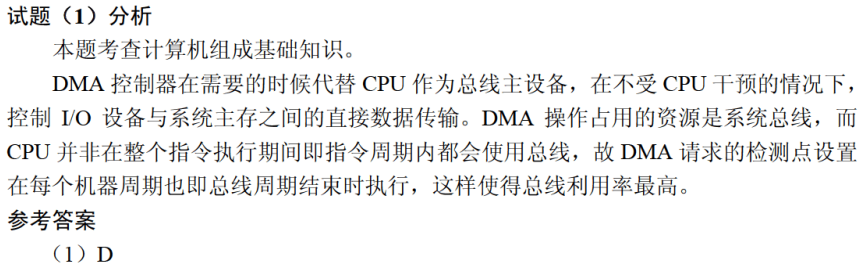 试题（1）分析
本题考查计算机组成基础知识。
DMA 控制器在需要的时候代替 CPU 作为总线主设备，在不受 CPU 干预的情况下，
控制 I/O 设备与系统主存之间的直接数据传输。DMA 操作占用的资源是系统总线，而
CPU 并非在整个指令执行期间即指令周期内都会使用总线，故 DMA 请求的检测点设置
在每个机器周期也即总线周期结束时执行，这样使得总线利用率最高。
参考答案
（1）D